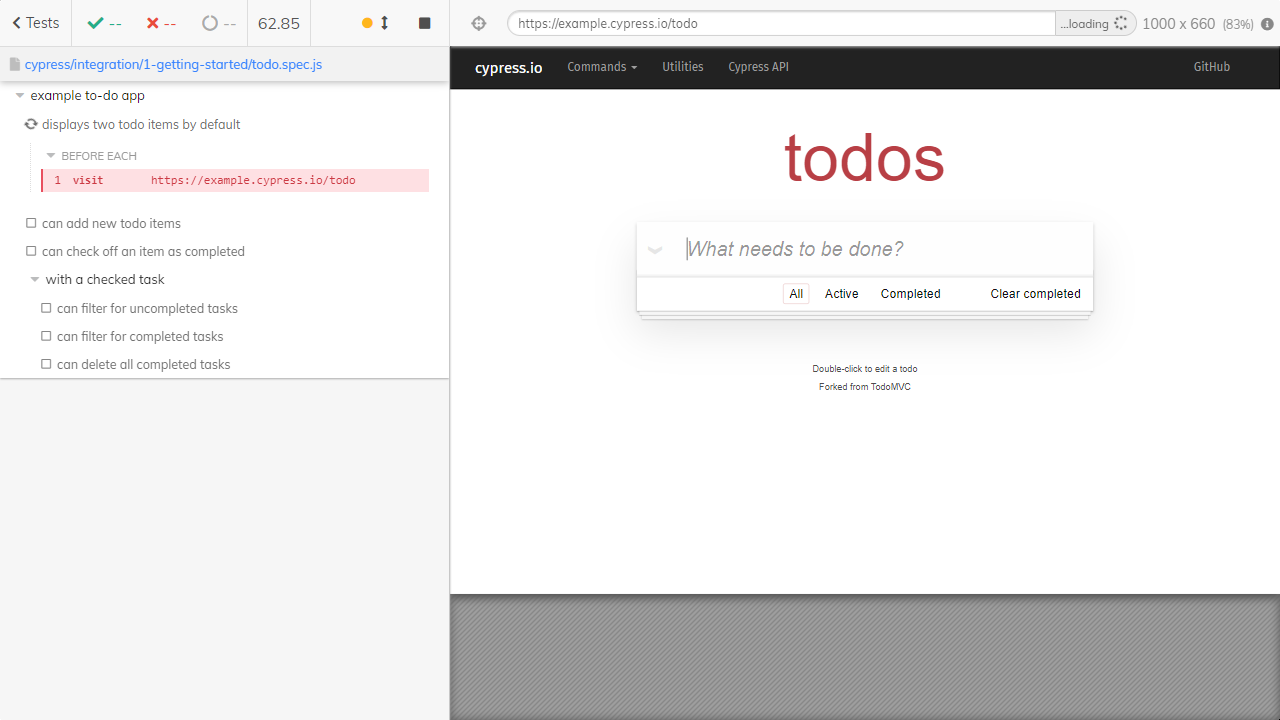 Tests
--
--
--
62.85
https://example.cypress.io/todo
...loading
1000 x 660 (83%)
cypress/integration/1-getting-started/todo.spec.js
example to-do app
displays two todo items by default
BEFORE EACH
1 visit https://example.cypress.io/todo
can add new todo items
can check off an item as completed
with a checked task
can filter for uncompleted tasks
can filter for completed tasks
can delete all completed tasks
cypress.io Commands Utilities Cypress API GitHub
todos
What needs to be done?
All Active Completed Clear completed
Double-click to edit a todo
Forked from TodoMVC